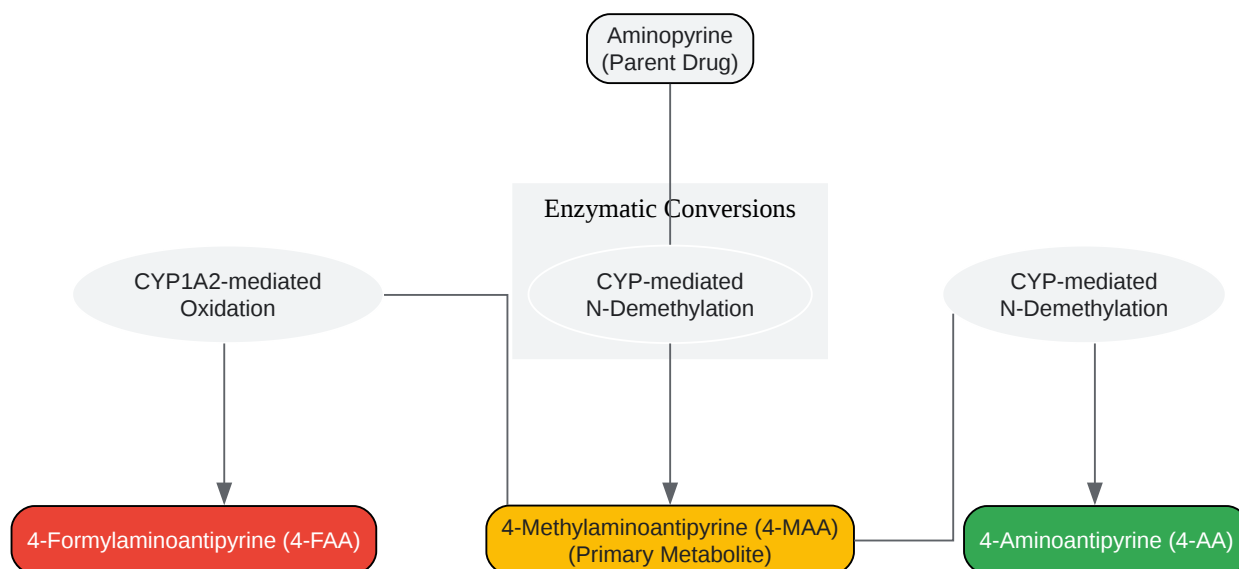 Aminopyrine
(Parent Drug)
Enzymatic Conversions
CYP1A2-mediated
Oxidation
CYP-mediated
N-Demethylation
CYP-mediated
N-Demethylation
4-Formylaminoantipyrine (4-FAA)
4-Methylaminoantipyrine (4-MAA)
(Primary Metabolite)
4-Aminoantipyrine (4-AA)